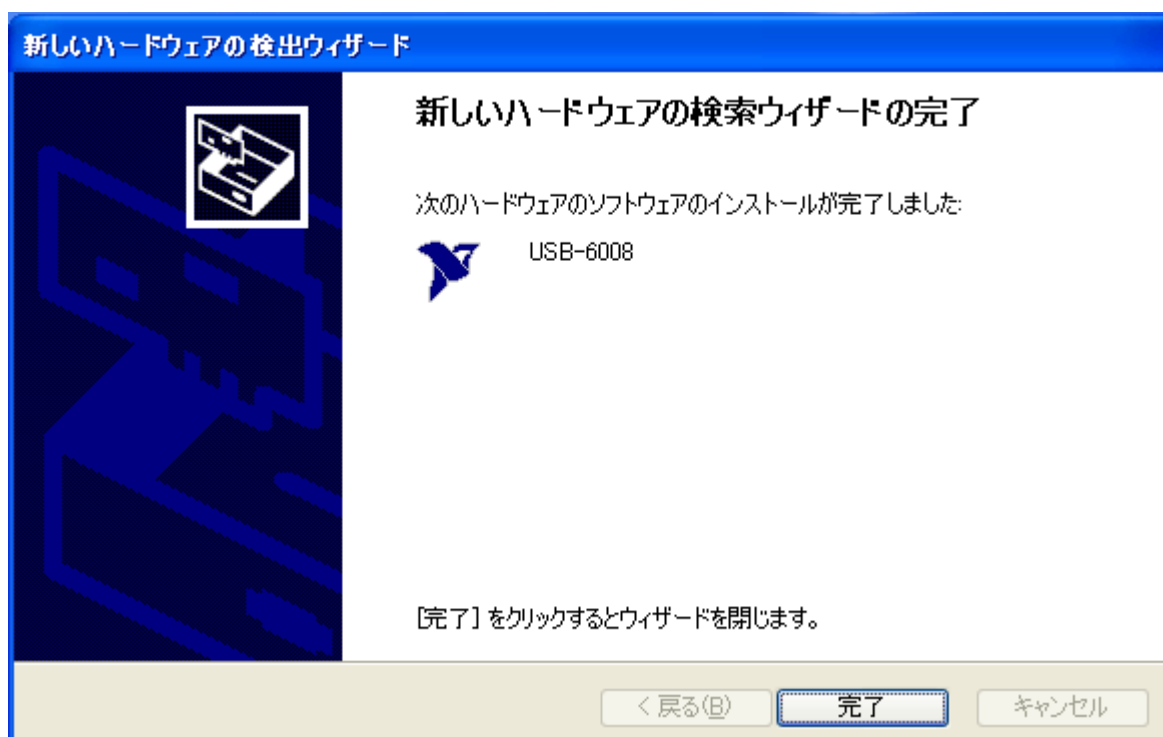 新しいハードウェアの検出ウィザード
新しいハードウェアの検索ウィザードの完了
次のハードウェアのソフトウェアのインストールが完了しました:
USB-6008
[完了] をクリックするとウィザードを閉じます。
< 戻る(B)
完了
キャンセル